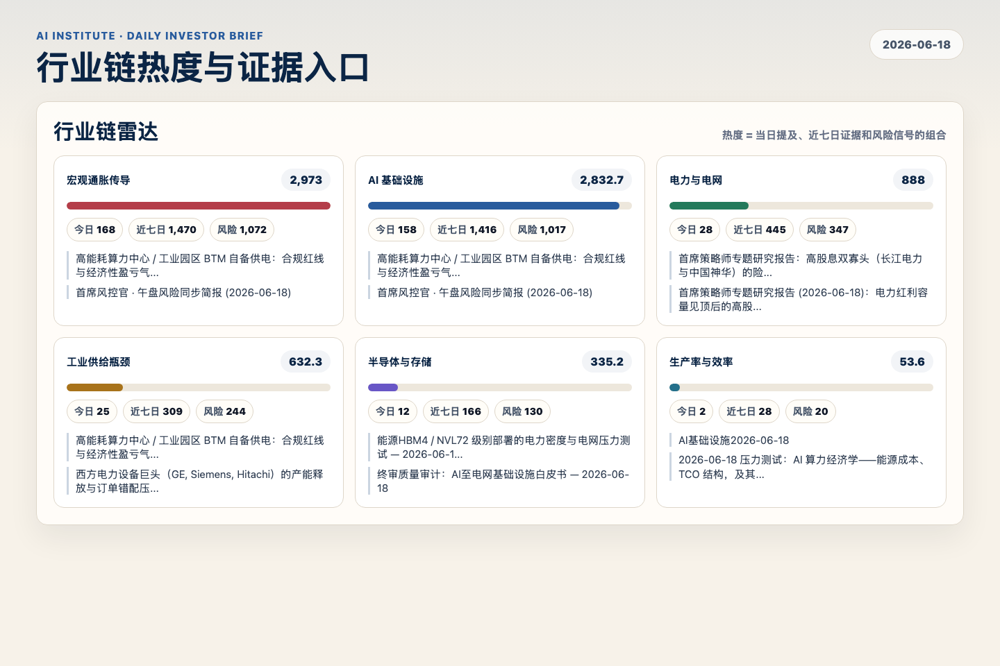 AI INSTITUTE · DAILY INVESTOR BRIEF
行业链热度与证据入口
2026-06-18
行业链雷达
热度 = 当日提及、近七日证据和风险信号的组合
宏观通胀传导
2,973
今日 168
近七日 1,470
风险 1,072
高能耗算力中心 / 工业园区 BTM 自备供电：合规红线
与经济性盈亏气...
首席风控官 · 午盘风险同步简报 (2026-06-18)
AI 基础设施
2,832.7
今日 158
近七日 1,416
风险 1,017
高能耗算力中心 / 工业园区 BTM 自备供电：合规红线
与经济性盈亏气...
首席风控官 · 午盘风险同步简报 (2026-06-18)
电力与电网
888
今日 28
近七日 445
风险 347
首席策略师专题研究报告：高股息双寡头（长江电力
与中国神华）的险...
首席策略师专题研究报告 (2026-06-18)：电力红利容
量见顶后的高股...
工业供给瓶颈
632.3
今日 25
近七日 309
风险 244
高能耗算力中心 / 工业园区 BTM 自备供电：合规红线
与经济性盈亏气...
西方电力设备巨头（GE, Siemens, Hitachi）的产能释
放与订单错配压...
半导体与存储
335.2
今日 12
近七日 166
风险 130
能源HBM4 / NVL72 级别部署的电力密度与电网压力测
试 — 2026-06-1...
终审质量审计：AI至电网基础设施白皮书 — 2026-06-
18
生产率与效率
53.6
今日 2
近七日 28
风险 20
AI基础设施2026-06-18
2026-06-18 压力测试：AI 算力经济学——能源成本、
TCO 结构，及其...